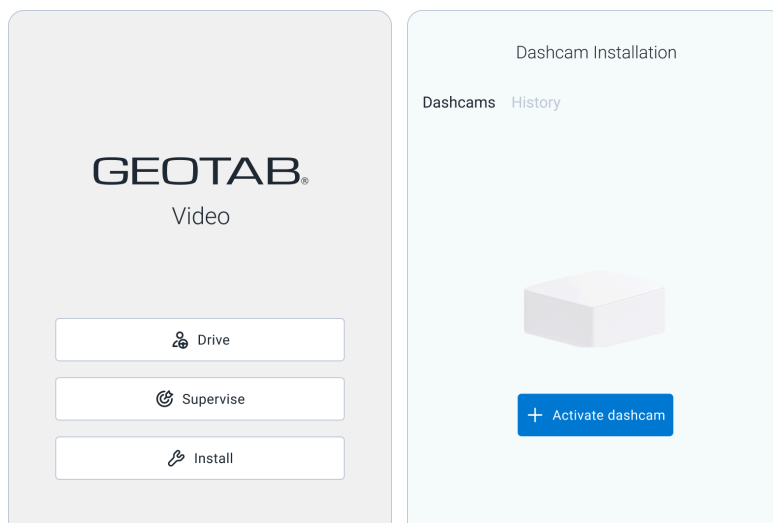 GEOTAB®
Video
Drive
Supervise
Install
Dashcam Installation
Dashcams History
Activate dashcam